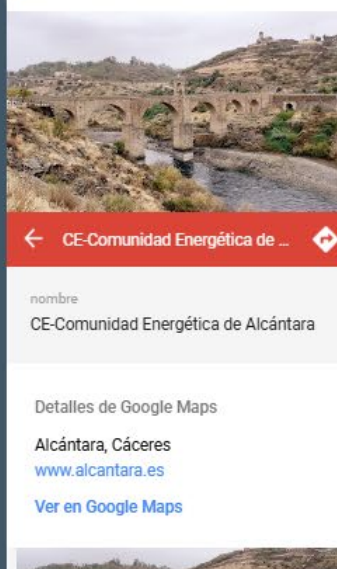 CE-Comunidad Energética de ...
nombre
CE-Comunidad Energética de Alcántara
Detalles de Google Maps
Alcántara, Cáceres
www.alcantara.es
Ver en Google Maps